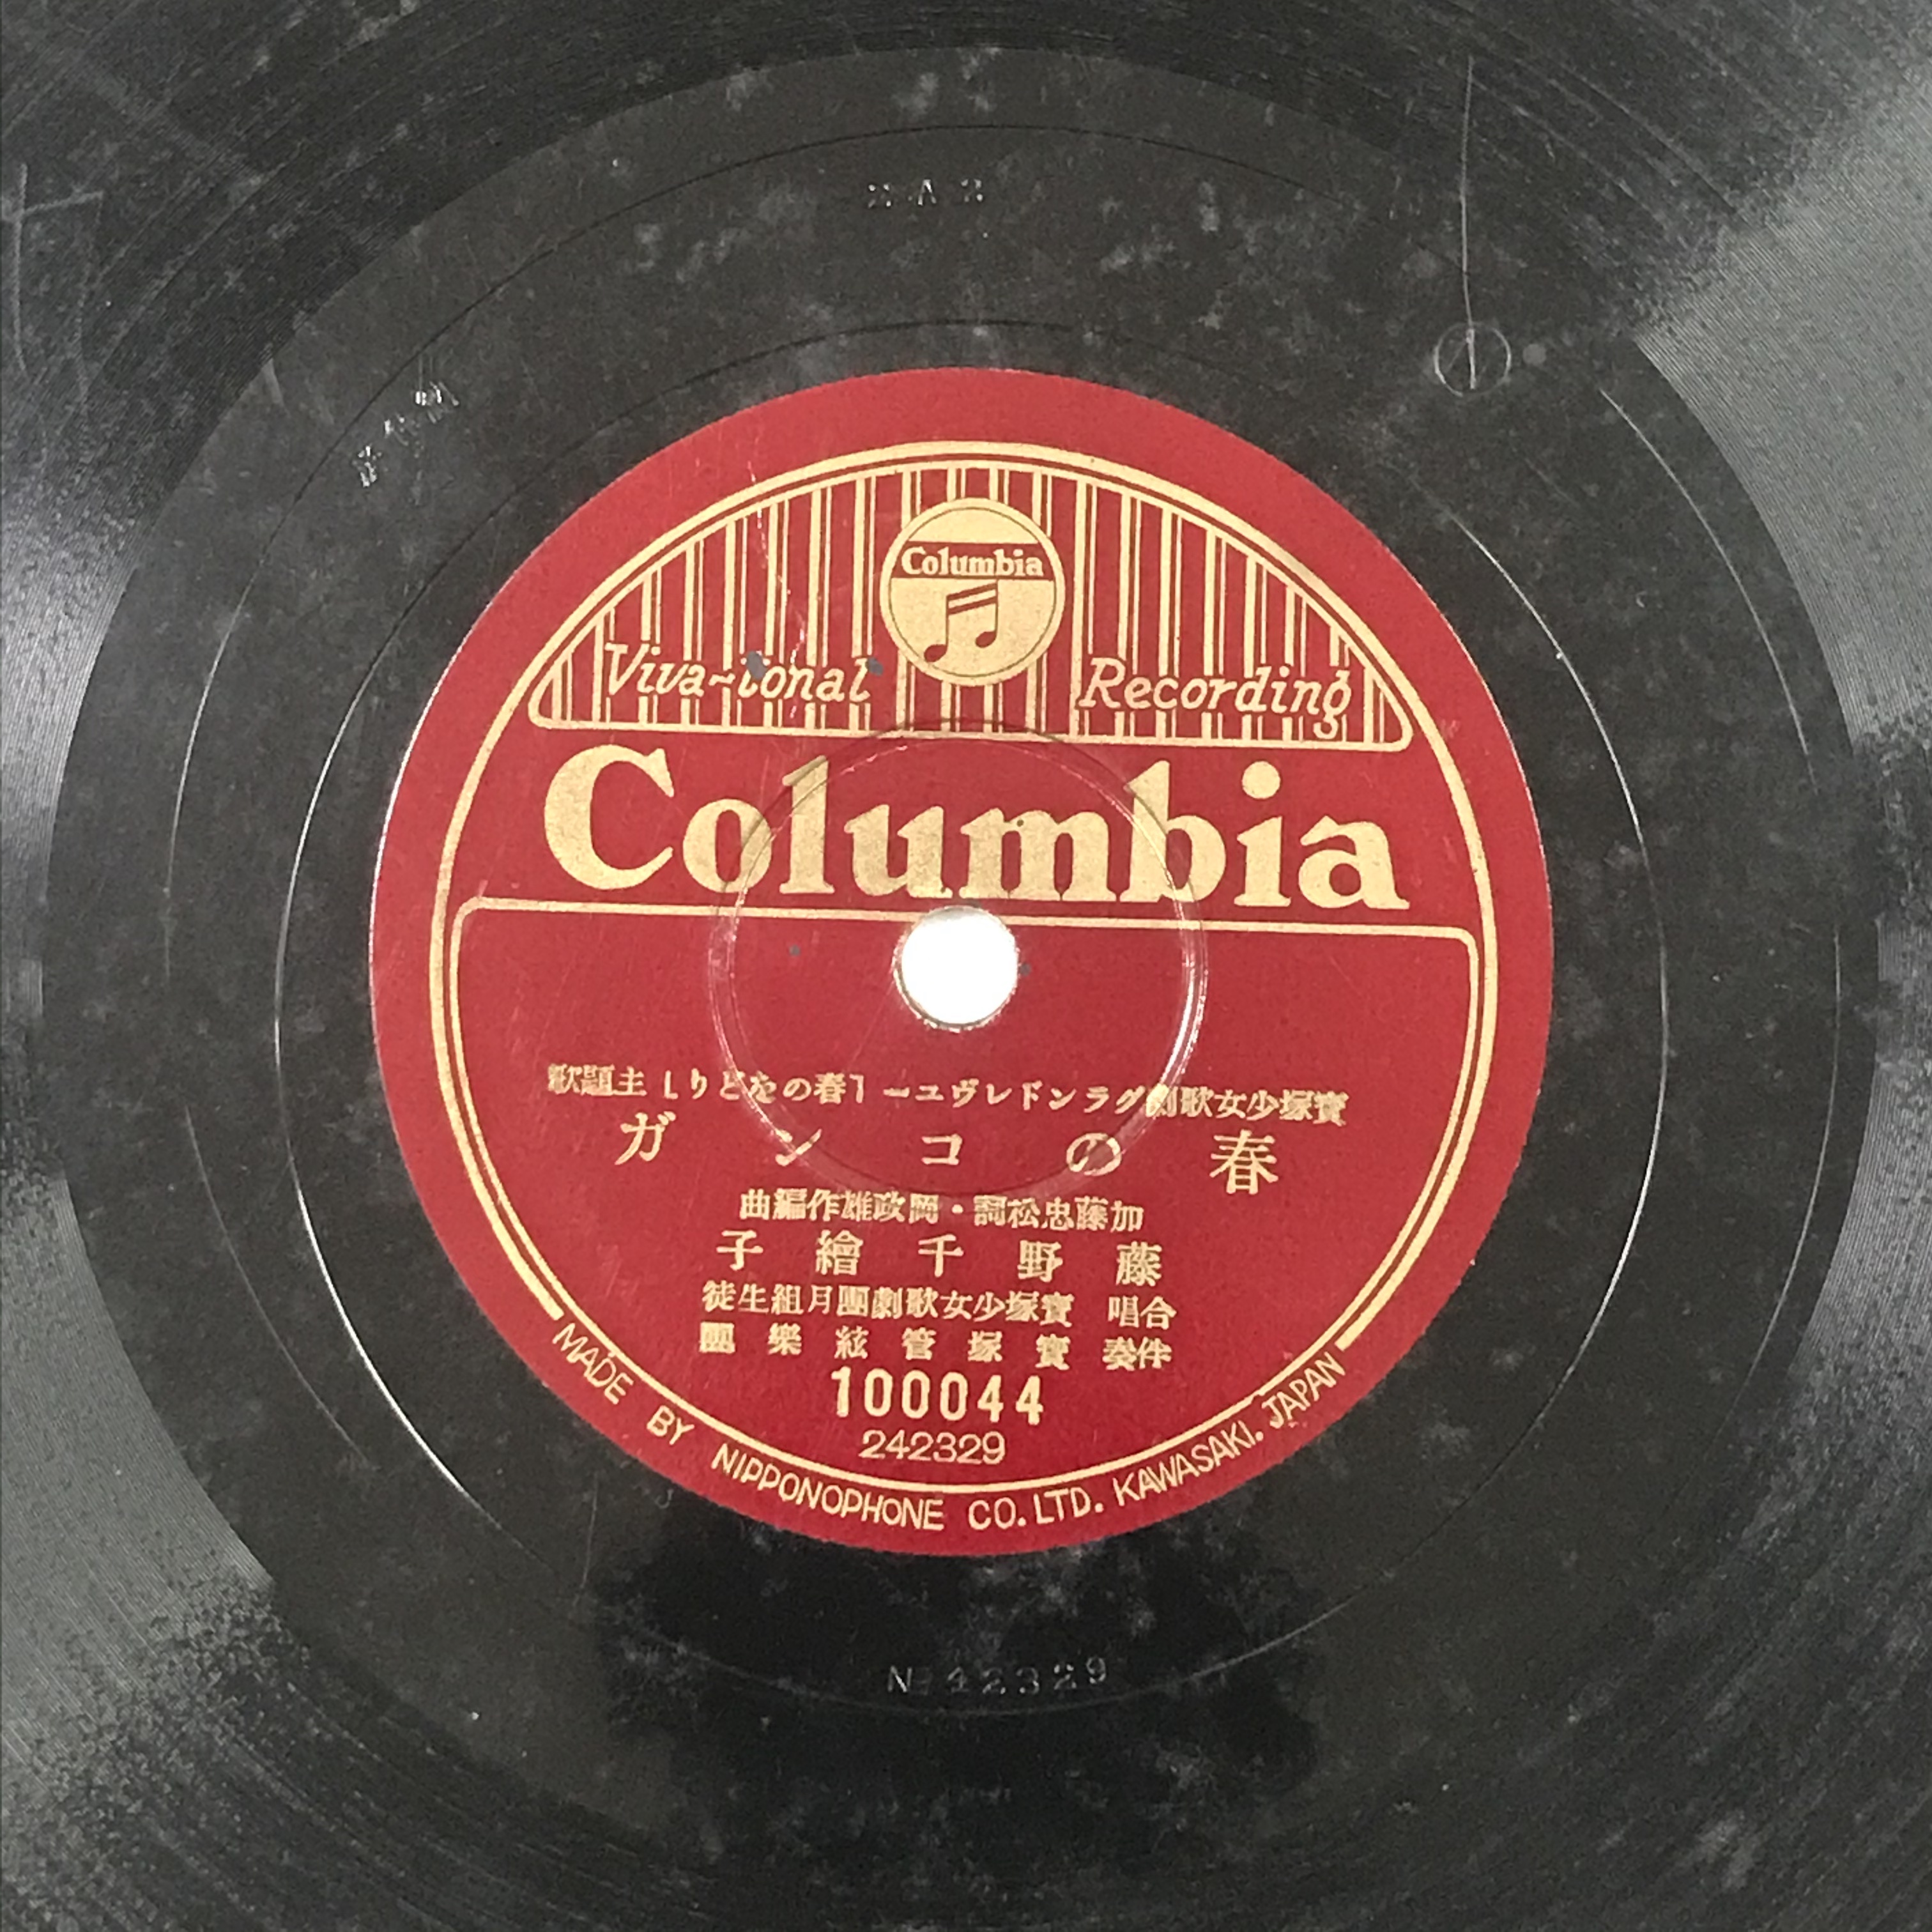 Columbia
Viva-tonal Recording
Columbia
寶塚少女歌劇グランドレヴユー「春のをどり」主題歌
春のコンガ
加藤忠松詞・岡政雄作編曲
藤野千繪子
合唱 寶塚少女歌劇團月組生徒
伴奏 寶塚管絃樂團
100044
242329
MADE BY NIPPONOPHONE CO. LTD. KAWASAKI. JAPAN
No 42329